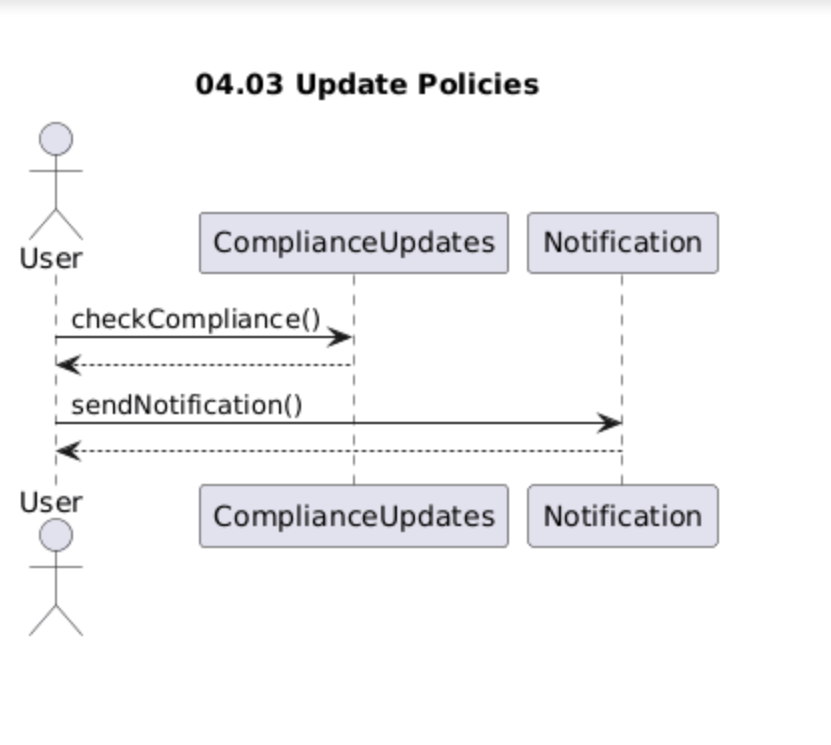 04.03 Update Policies
User
ComplianceUpdates
Notification
checkCompliance()
sendNotification()
User
ComplianceUpdates
Notification